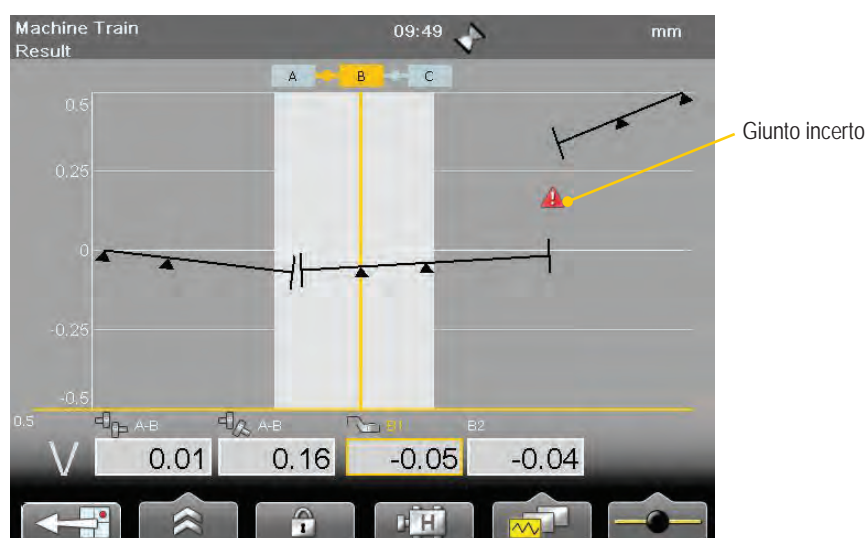 Machine Train 09:49 mm
Result
A B C
0.5
0.25
0
-0.25
-0.5
0.5 A-B A-B B1 B2
V 0.01 0.16 -0.05 -0.04
H
Giunto incerto